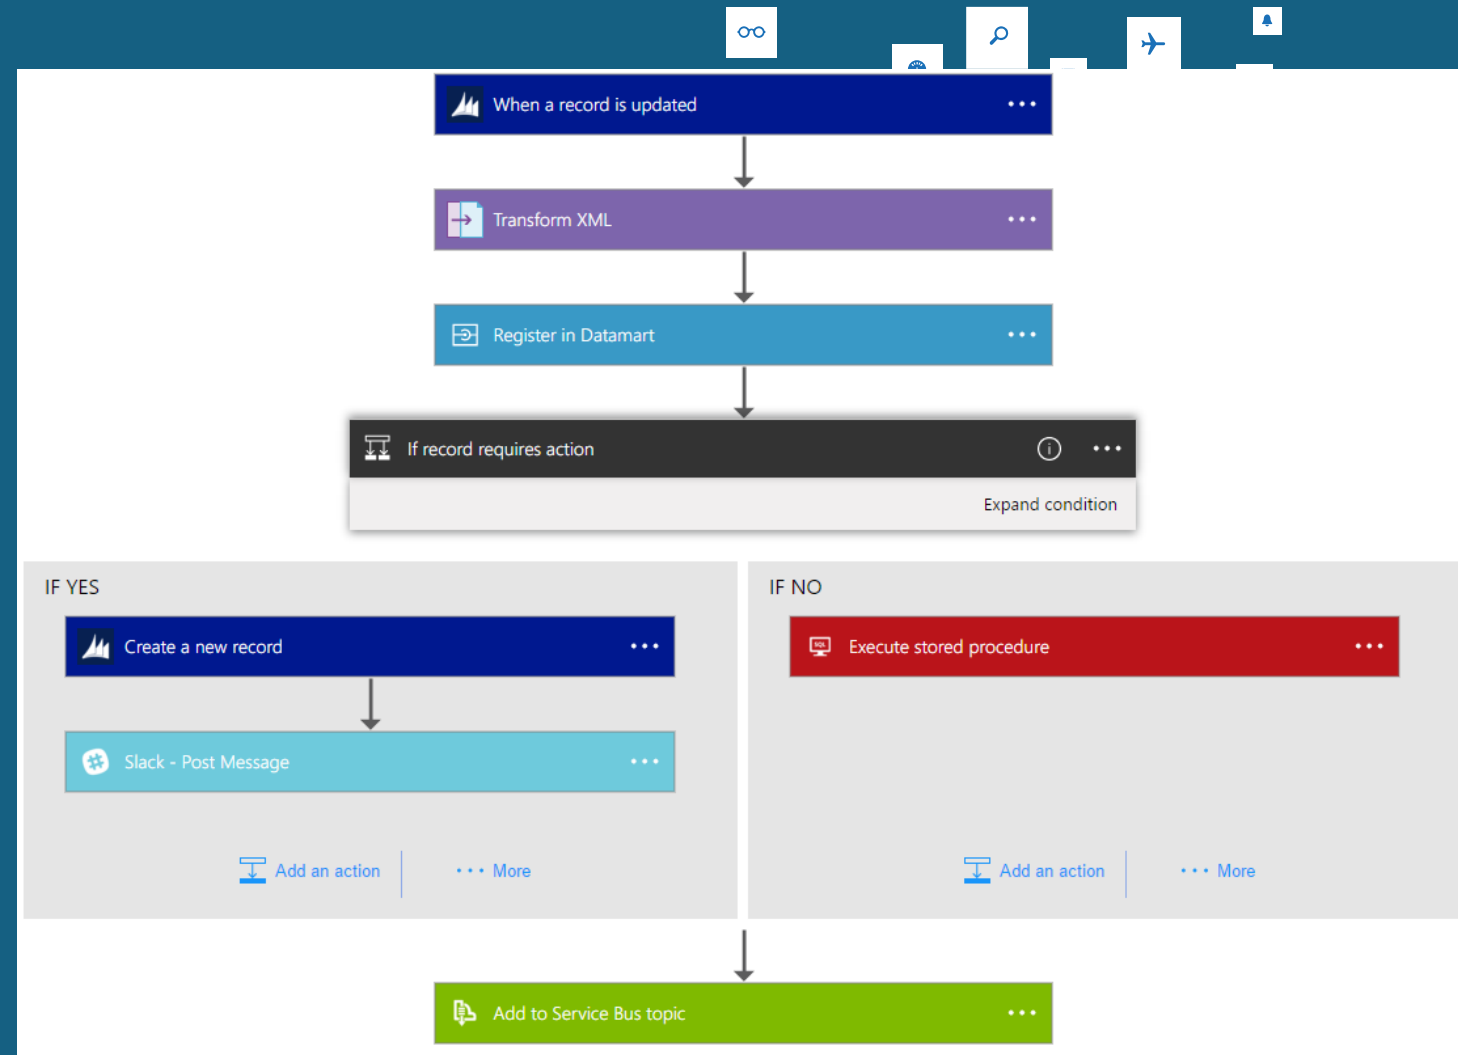 When a record is updated
Transform XML
Register in Datamart
If record requires action
Expand condition
IF YES
Create a new record
Slack - Post Message
Add an action
More
IF NO
SQL
Execute stored procedure
Add an action
More
Add to Service Bus topic